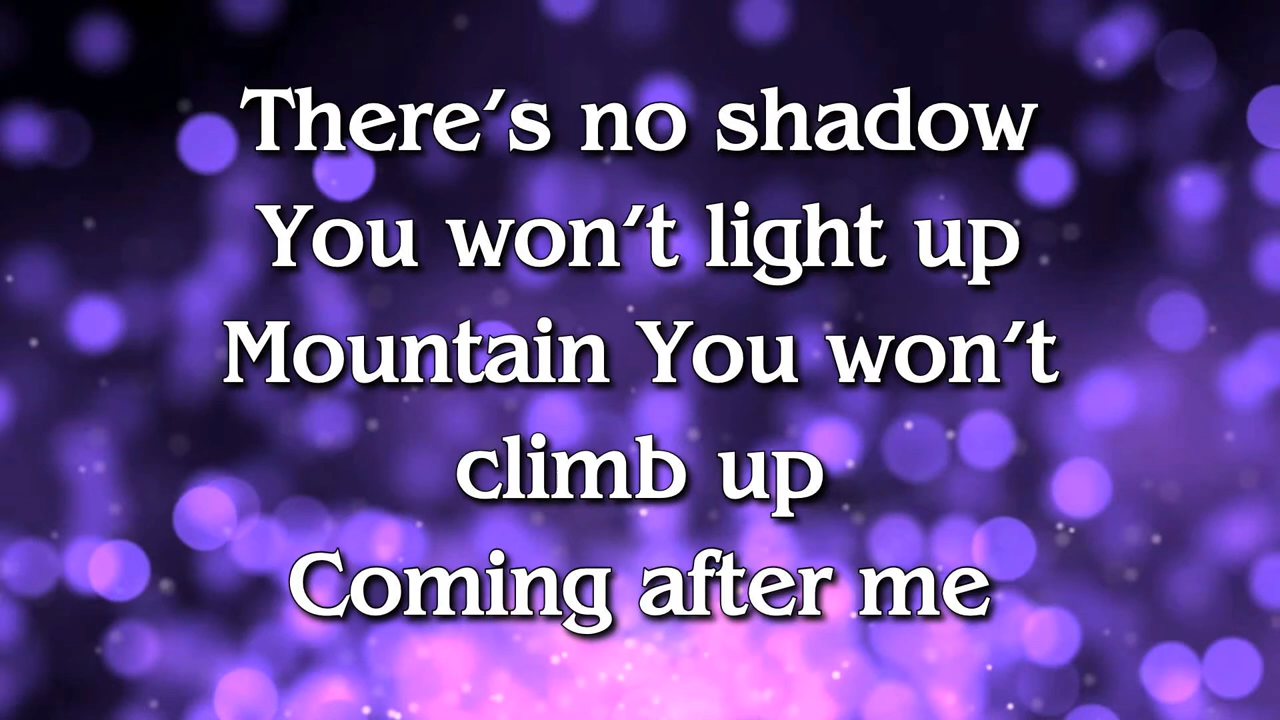 There's no shadow
You won't light up
Mountain You won't
climb up
Coming after me